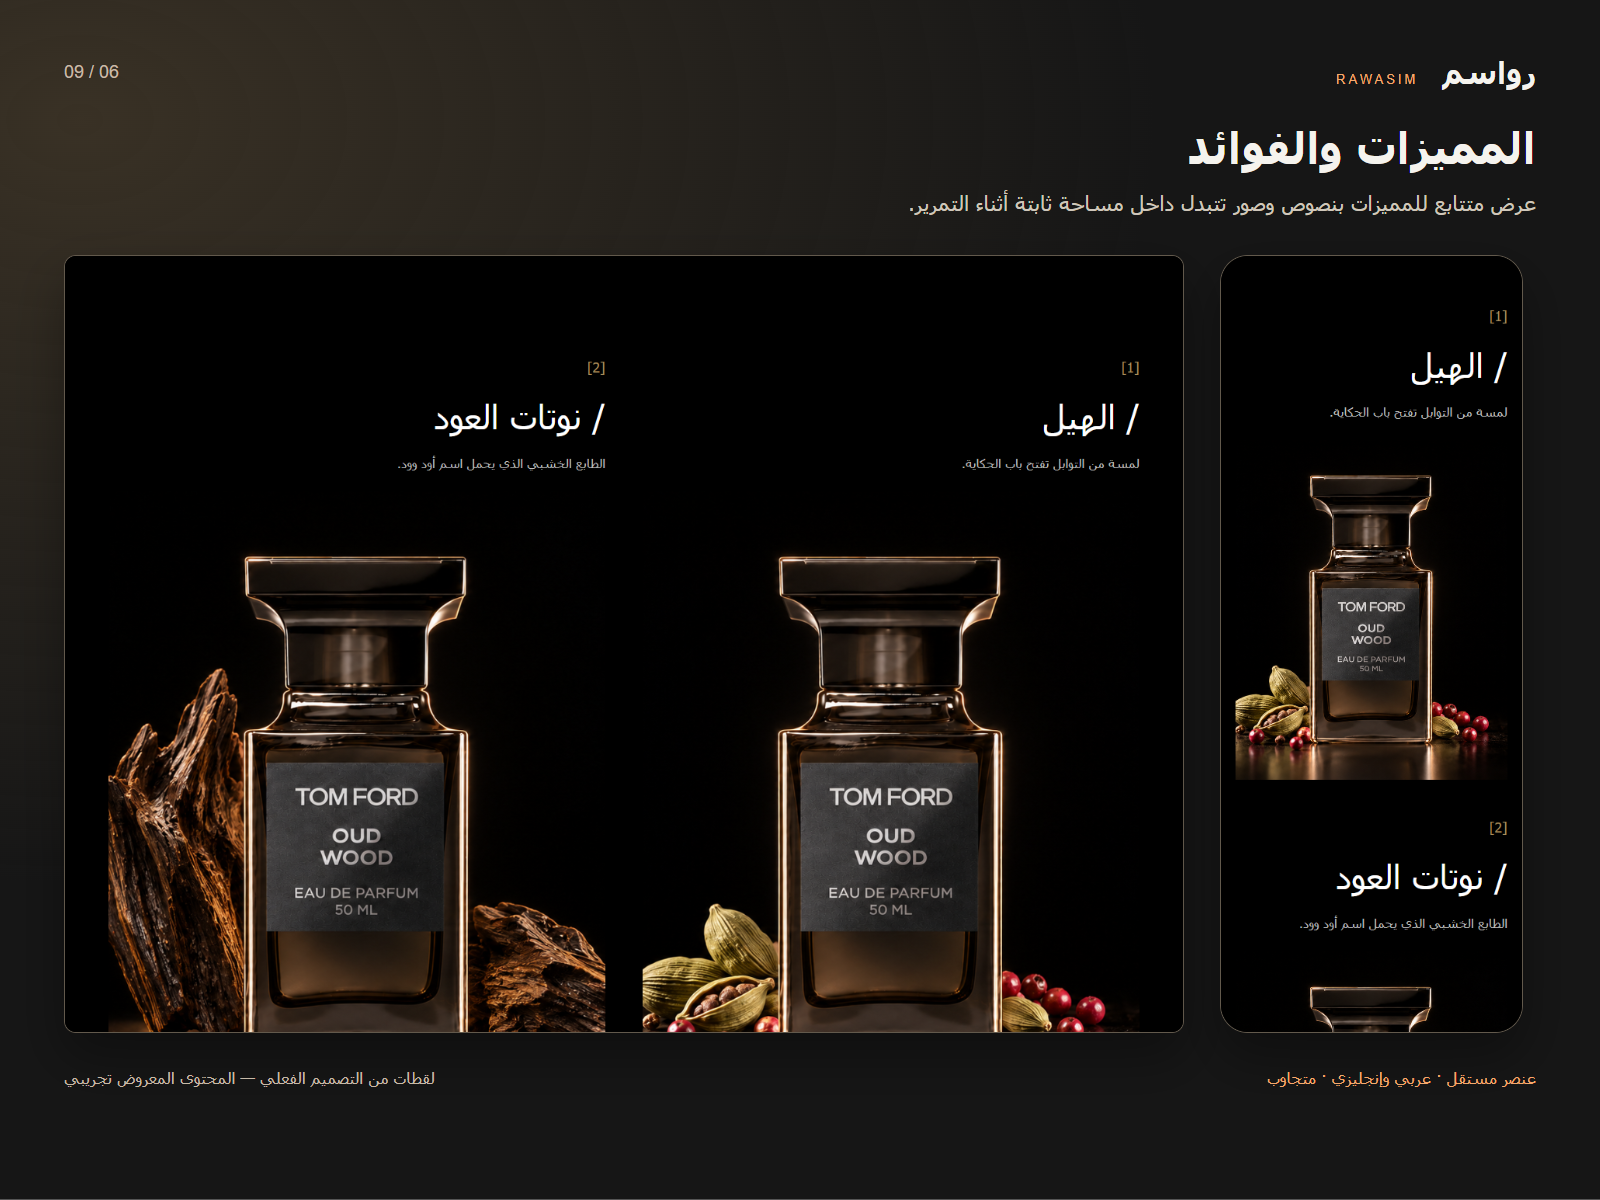 رواسم RAWASIM
09 / 06
المميزات والفوائد
عرض متتابع للمميزات بنصوص وصور تتبدل داخل مساحة ثابتة أثناء التمرير.
[1]
/ الهيل
لمسة من التوابل تفتح باب الحكاية.
TOM FORD
OUD
WOOD
EAU DE PARFUM
50 ML
[2]
/ نوتات العود
الطابع الخشبي الذي يحمل اسم أود وود.
[1]
/ الهيل
لمسة من التوابل تفتح باب الحكاية.
TOM FORD
OUD
WOOD
EAU DE PARFUM
50 ML
[2]
/ نوتات العود
الطابع الخشبي الذي يحمل اسم أود وود.
TOM FORD
OUD
WOOD
EAU DE PARFUM
50 ML
عنصر مستقل · عربي وإنجليزي · متجاوب
لقطات من التصميم الفعلي — المحتوى المعروض تجريبي